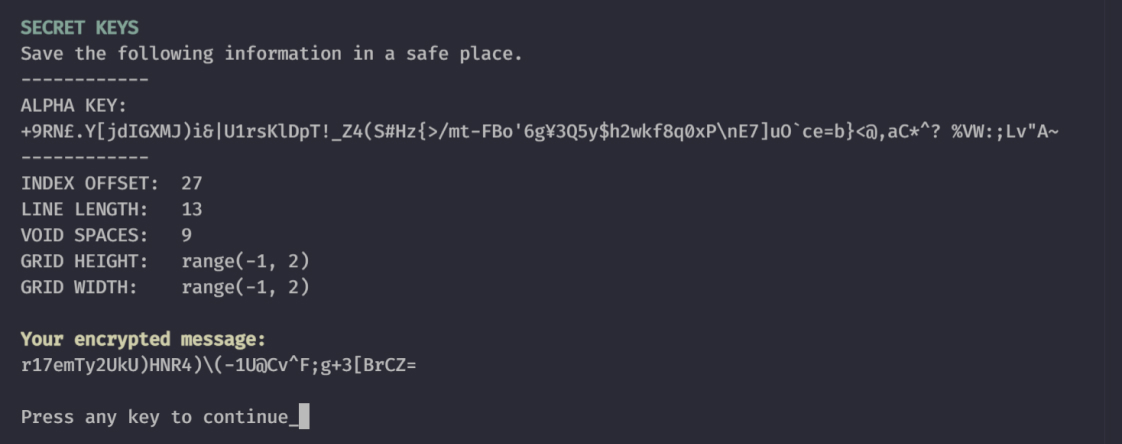 SECRET KEYS
Save the following information in a safe place.
------------
ALPHA KEY:
+9RN£.Y[jdIGXMJ)i&|U1rsKlDpT!_Z4(S#Hz{>/mt-FBo'6g¥3Q5y$h2wkf8q0xP\nE7]uO`ce=b}<@,aC*^? %VW:;Lv"A~
------------
INDEX OFFSET:  27
LINE LENGTH:   13
VOID SPACES:   9
GRID HEIGHT:   range(-1, 2)
GRID WIDTH:    range(-1, 2)
Your encrypted message:
r17emTy2UkU)HNR4)\(-1U@Cv^F;g+3[BrCZ=
Press any key to continue_